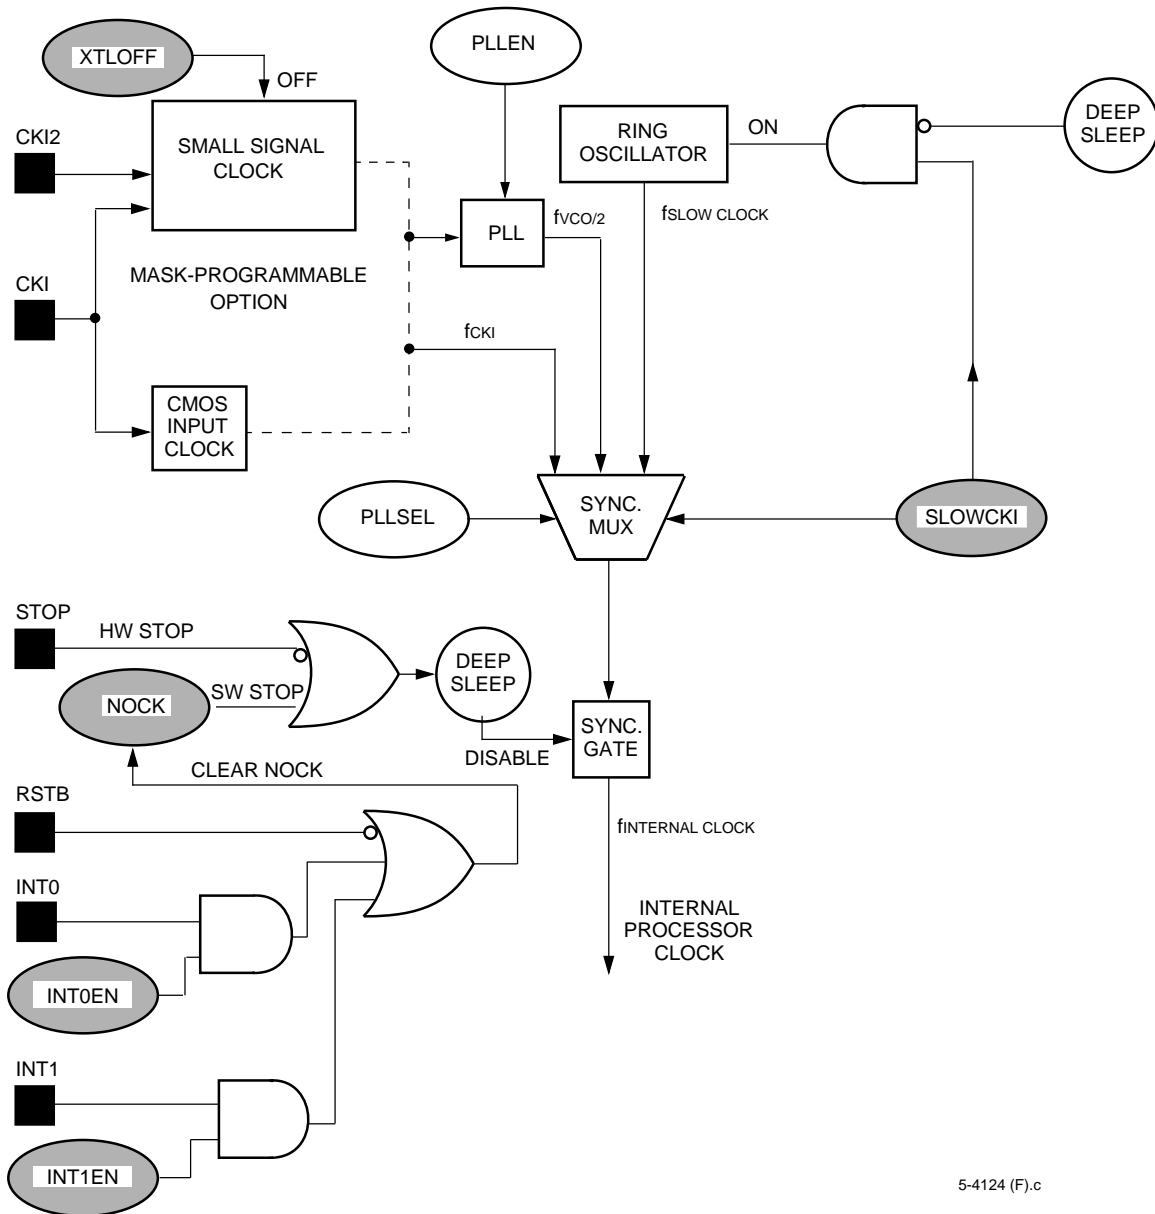 XTLOFF
OFF
PLLEN
CKI2
SMALL SIGNAL
CLOCK
RING
OSCILLATOR
ON
DEEP
SLEEP
PLL
fVCO/2
fSLOW CLOCK
CKI
MASK-PROGRAMMABLE
OPTION
fCKI
CMOS
INPUT
CLOCK
PLLSEL
SYNC.
MUX
SLOWCKI
STOP
HW STOP
NOCK
SW STOP
DEEP
SLEEP
DISABLE
SYNC.
GATE
CLEAR NOCK
RSTB
fINTERNAL CLOCK
INT0
INTERNAL
PROCESSOR
CLOCK
INT0EN
INT1
INT1EN
5-4124 (F).c